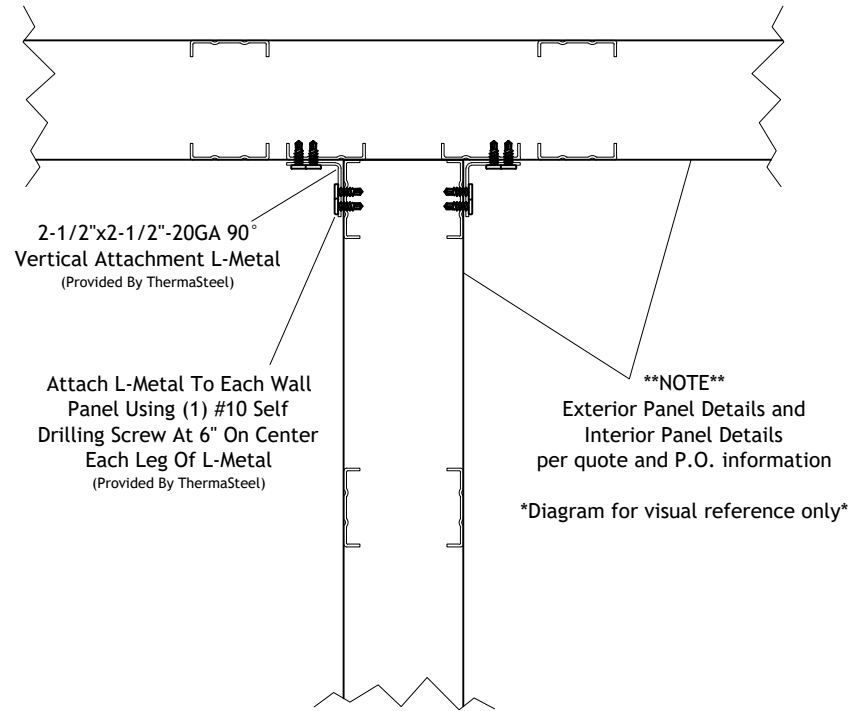 2-1/2"x2-1/2"-20GA 90°
Vertical Attachment L-Metal
(Provided By ThermaSteel)
Attach L-Metal To Each Wall
Panel Using (1) #10 Self
Drilling Screw At 6" On Center
Each Leg Of L-Metal
(Provided By ThermaSteel)
**NOTE**
Exterior Panel Details and
Interior Panel Details
per quote and P.O. information
*Diagram for visual reference only*